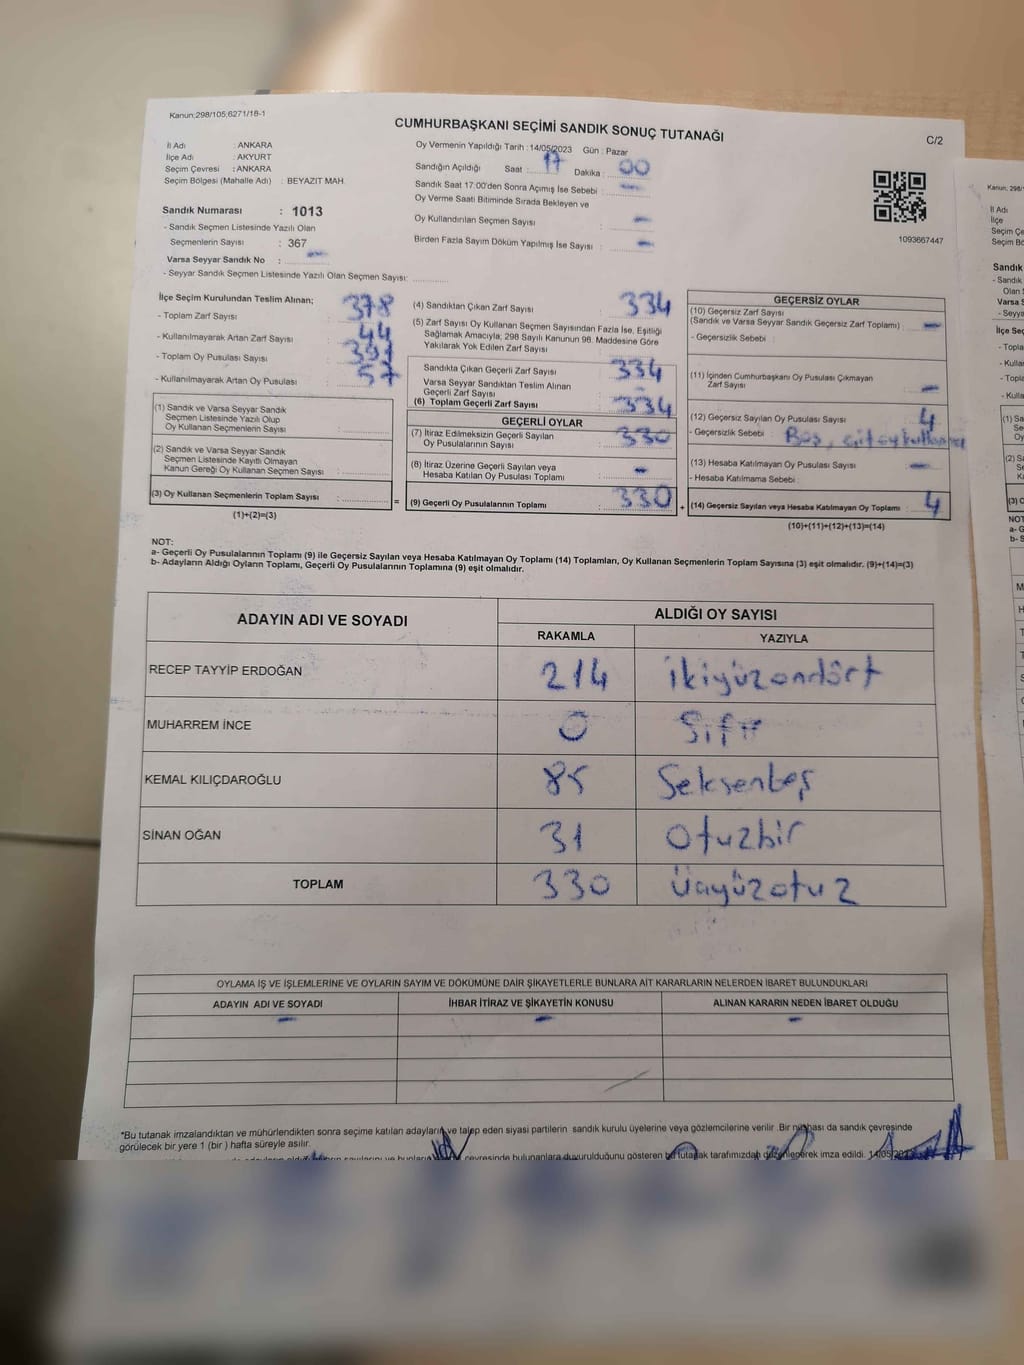 Kanun;298/105;6271/18-1
CUMHURBAŞKANI SEÇİMİ SANDIK SONUÇ TUTANAĞI
C/2
İl Adı : ANKARA
İlçe Adı : AKYURT
Seçim Çevresi : ANKARA
Seçim Bölgesi (Mahalle Adı) : BEYAZIT MAH.
Sandık Numarası : 1013
- Sandık Seçmen Listesinde Yazılı Olan
Seçmenlerin Sayısı : 367
Varsa Seyyar Sandık No : -
- Seyyar Sandık Seçmen Listesinde Yazılı Olan Seçmen Sayısı:
Oy Vermenin Yapıldığı Tarih : 14/05/2023 Gün : Pazar
Sandığın Açıldığı Saat : 17 Dakika : 00
Sandık Saat 17:00'den Sonra Açımış İse Sebebi : -
Oy Verme Saati Bitiminde Sırada Bekleyen ve
Oy Kullandırılan Seçmen Sayısı : -
Birden Fazla Sayım Döküm Yapılmış İse Sayısı : -
1093667447
İlçe Seçim Kurulundan Teslim Alınan;
- Toplam Zarf Sayısı : 378
- Kullanılmayarak Artan Zarf Sayısı : 44
- Toplam Oy Pusulası Sayısı : 391
- Kullanılmayarak Artan Oy Pusulası : 57
(1) Sandık ve Varsa Seyyar Sandık
Seçmen Listesinde Yazılı Olup
Oy Kullanan Seçmenlerin Sayısı :
(2) Sandık ve Varsa Seyyar Sandık
Seçmen Listesinde Kayıtlı Olmayan
Kanun Gereği Oy Kullanan Seçmen Sayısı :
(3) Oy Kullanan Seçmenlerin Toplam Sayısı : =
(1)+(2)=(3)
(4) Sandıktan Çıkan Zarf Sayısı : 334
(5) Zarf Sayısı Oy Kullanan Seçmen Sayısından Fazla İse, Eşitliği
Sağlamak Amacıyla, 298 Sayılı Kanunun 98. Maddesine Göre
Yakılarak Yok Edilen Zarf Sayısı :
Sandıkta Çıkan Geçerli Zarf Sayısı : 334
Varsa Seyyar Sandıktan Teslim Alınan
Geçerli Zarf Sayısı : -
(6) Toplam Geçerli Zarf Sayısı : 334
GEÇERLİ OYLAR
(7) İtiraz Edilmeksizin Geçerli Sayılan
Oy Pusulalarının Sayısı : 330
(8) İtiraz Üzerine Geçerli Sayılan veya
Hesaba Katılan Oy Pusulası Toplamı : -
(9) Geçerli Oy Pusulalarının Toplamı : 330 +
GEÇERSİZ OYLAR
(10) Geçersiz Zarf Sayısı
(Sandık ve Varsa Seyyar Sandık Geçersiz Zarf Toplamı) : -
- Geçersizlik Sebebi :
(11) İçinden Cumhurbaşkanı Oy Pusulası Çıkmayan
Zarf Sayısı : -
(12) Geçersiz Sayılan Oy Pusulası Sayısı : 4
- Geçersizlik Sebebi : Boş,
(13) Hesaba Katılmayan Oy Pusulası Sayısı : -
- Hesaba Katılmama Sebebi :
(14) Geçersiz Sayılan veya Hesaba Katılmayan Oy Toplamı : 4
(10)+(11)+(12)+(13)=(14)
NOT:
a- Geçerli Oy Pusulalarının Toplamı (9) ile Geçersiz Sayılan veya Hesaba Katılmayan Oy Toplamı (14) Toplamları, Oy Kullanan Seçmenlerin Toplam Sayısına (3) eşit olmalıdır. (9)+(14)=(3)
b- Adayların Aldığı Oyların Toplamı, Geçerli Oy Pusulalarının Toplamına (9) eşit olmalıdır.
ADAYIN ADI VE SOYADI ALDIĞI OY SAYISI
RAKAMLA YAZIYLA
RECEP TAYYİP ERDOĞAN 214 ikiyüzondört
MUHARREM İNCE 0 Sıfır
KEMAL KILIÇDAROĞLU 85 Seksenbeş
SİNAN OĞAN 31 Otuzbir
TOPLAM 330 Üçyüzotuz
OYLAMA İŞ VE İŞLEMLERİNE VE OYLARIN SAYIM VE DÖKÜMÜNE DAİR ŞİKAYETLERLE BUNLARA AİT KARARLARIN NELERDEN İBARET BULUNDUKLARI
ADAYIN ADI VE SOYADI İHBAR İTİRAZ VE ŞİKAYETİN KONUSU ALINAN KARARIN NEDEN İBARET OLDUĞU
- - -
*Bu tutanak imzalandıktan ve mühürlendikten sonra seçime katılan adayların ve talep eden siyasi partilerin sandık kurulu üyelerine veya gözlemcilerine verilir .Bir nüshası da sandık çevresinde
görülecek bir yere 1 (bir ) hafta süreyle asılır.
çevresinde bulunanlara duyurulduğunu gösteren bu tutanak tarafımızdan düzenlenerek imza edildi. 14/05/2023